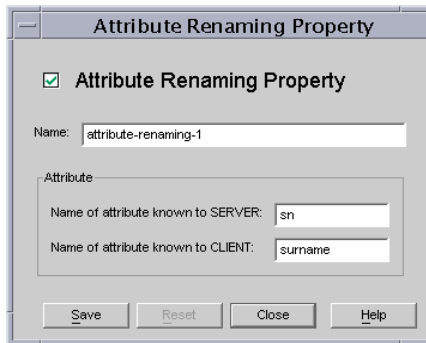 Attribute Renaming Property
Attribute Renaming Property
Name: attribute-renaming-1
Attribute
Name of attribute known to SERVER: sn
Name of attribute known to CLIENT: surname
Save Reset Close Help